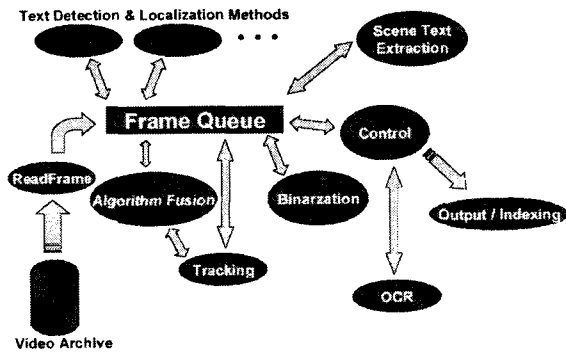 Text Detection & Localization Methods
Scene Text
Extraction
Frame Queue
Control
ReadFrame
Algorithm Fusion
Binarzation
Output / Indexing
Tracking
OCR
Video Archive